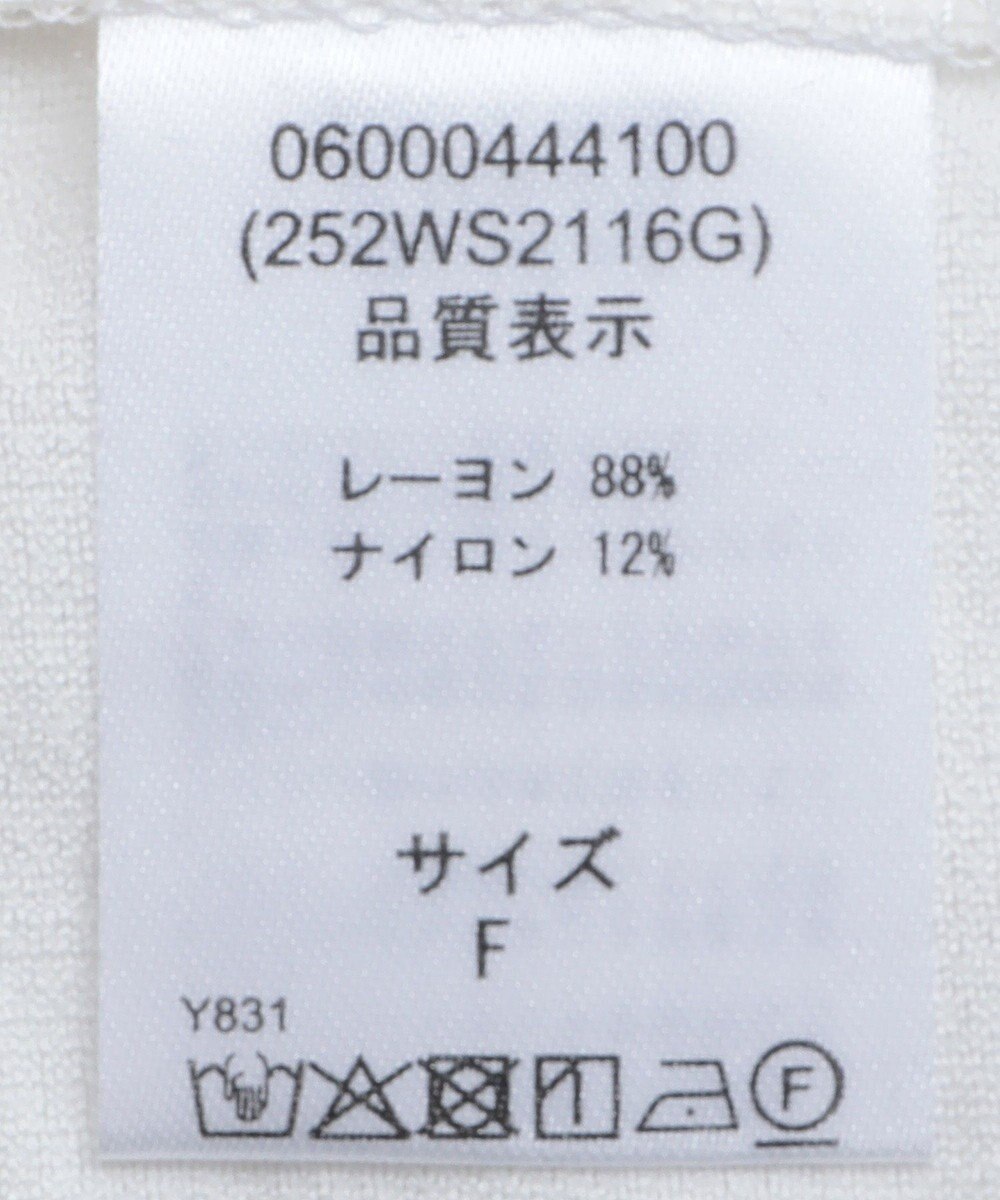 06000444100
(252WS2116G)
品質表示
レーヨン 88%
ナイロン 12%
サイズ
F
Y831
F